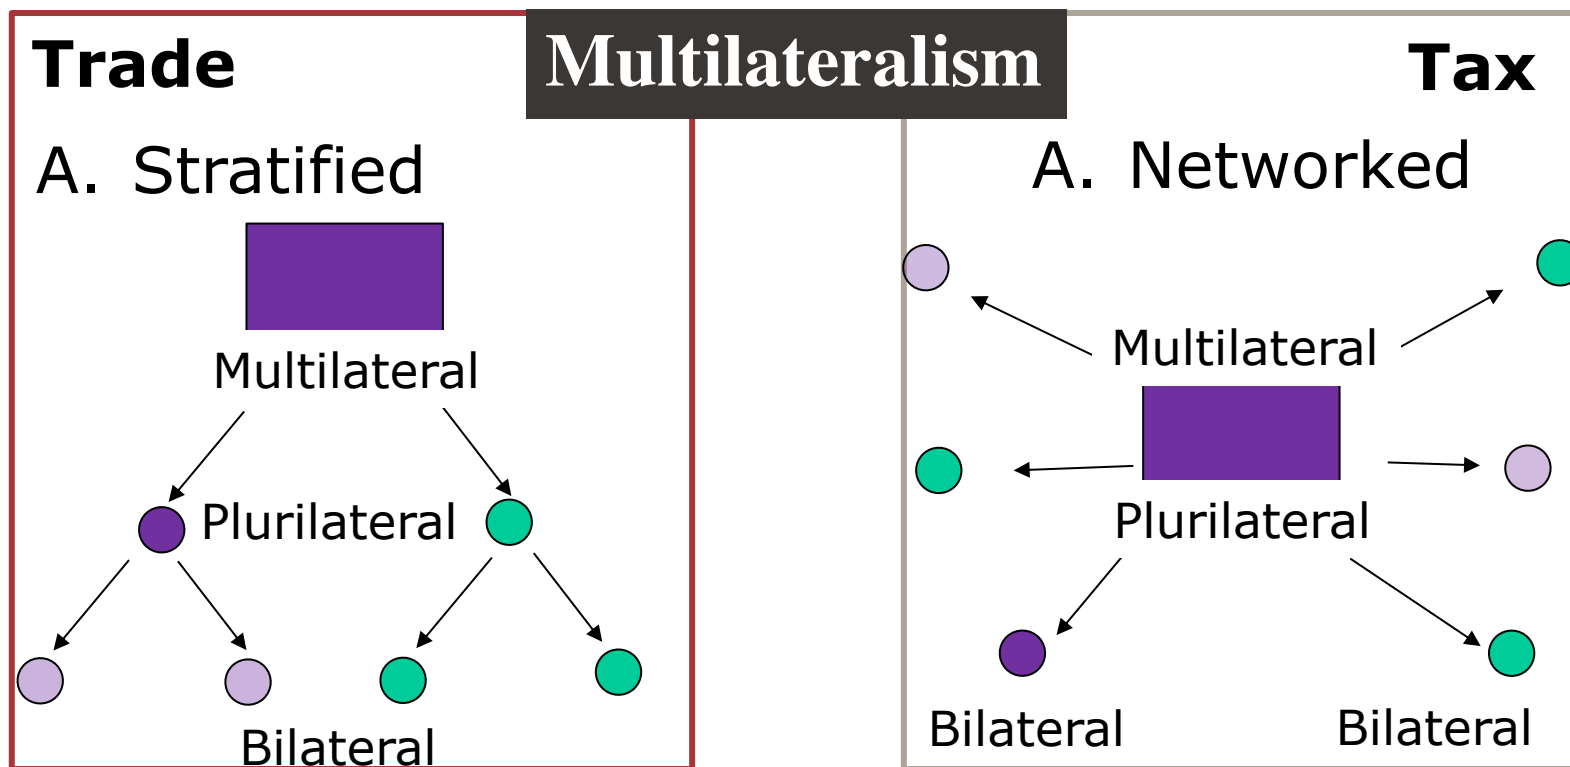 Multilateralism
Trade
A. Stratified
Multilateral
Plurilateral
Bilateral
Tax
A. Networked
Multilateral
Plurilateral
Bilateral
Bilateral